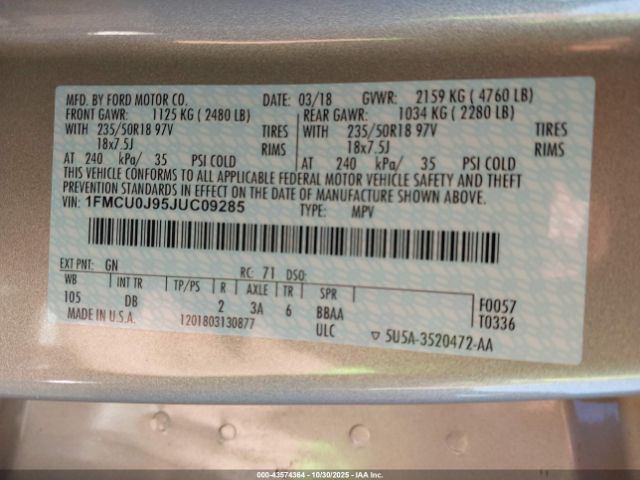 MFD. BY FORD MOTOR CO. 03/18 GVWR: 2159 KG ( 4760 LB)
FRONT GAWR: 1125 KG ( 2480 LB) REAR GAWR: 1034 KG ( 2280 LB)
WITH 235/50R18 97V TIRES WITH 235/50R18 97V TIRES
18x7.5J RIMS 18x7.5J RIMS
AT 240 kPa/ 35 PSI COLD AT 240 kPa/ 35 PSI COLD
THIS VEHICLE CONFORMS TO ALL APPLICABLE FEDERAL MOTOR VEHICLE SAFETY AND THEFT
PREVENTION STANDARDS IN EFFECT ON THE DATE OF MANUFACTURE SHOWN ABOVE.
VIN: 1FMCU0J95JUC09285 TYPE: MPV
EXT PNT: GN RC: 71 DSO:
WB INT TR TP/PS R AXLE TR SPR
105 DB 2 3A 6 BBAA F0057
MADE IN U.S.A. 1201803130877 ULC T0336
5U5A-3520472-AA
000-43574364 - 10/30/2025 - WWW.IAAI.COM